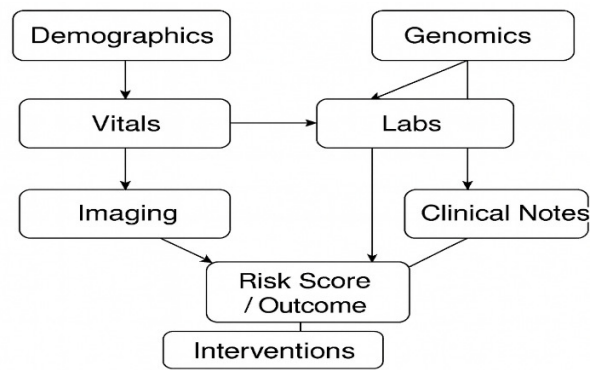 Demographics
Genomics
Vitals
Labs
Imaging
Clinical Notes
Risk Score
/ Outcome
Interventions